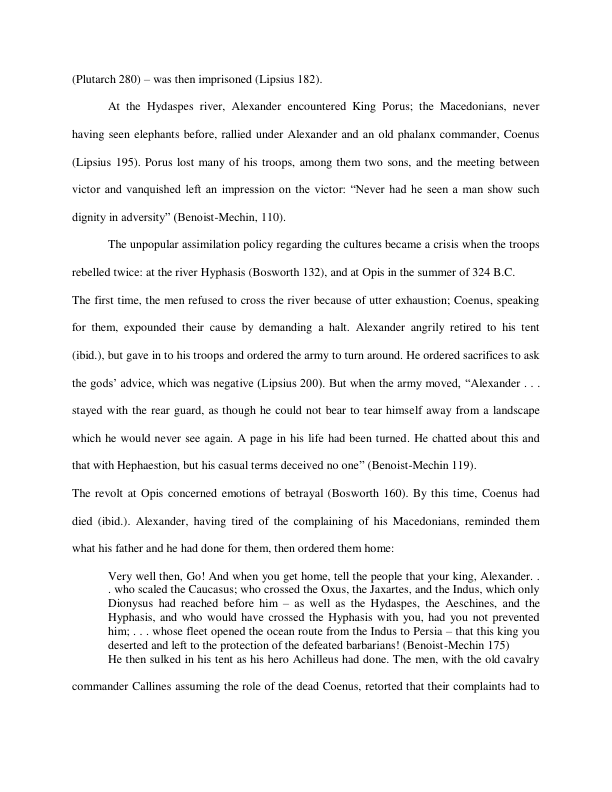 (Plutarch 280) – was then imprisoned (Lipsius 182).
At the Hydaspes river, Alexander encountered King Porus; the Macedonians, never
having seen elephants before, rallied under Alexander and an old phalanx commander, Coenus
(Lipsius 195). Porus lost many of his troops, among them two sons, and the meeting between
victor and vanquished left an impression on the victor: “Never had he seen a man show such
dignity in adversity” (Benoist-Mechin, 110).
The unpopular assimilation policy regarding the cultures became a crisis when the troops
rebelled twice: at the river Hyphasis (Bosworth 132), and at Opis in the summer of 324 B.C.
The first time, the men refused to cross the river because of utter exhaustion; Coenus, speaking
for them, expounded their cause by demanding a halt. Alexander angrily retired to his tent
(ibid.), but gave in to his troops and ordered the army to turn around. He ordered sacrifices to ask
the gods’ advice, which was negative (Lipsius 200). But when the army moved, “Alexander . . .
stayed with the rear guard, as though he could not bear to tear himself away from a landscape
which he would never see again. A page in his life had been turned. He chatted about this and
that with Hephaestion, but his casual terms deceived no one” (Benoist-Mechin 119).
The revolt at Opis concerned emotions of betrayal (Bosworth 160). By this time, Coenus had
died (ibid.). Alexander, having tired of the complaining of his Macedonians, reminded them
what his father and he had done for them, then ordered them home:
Very well then, Go! And when you get home, tell the people that your king, Alexander. .
. who scaled the Caucasus; who crossed the Oxus, the Jaxartes, and the Indus, which only
Dionysus had reached before him – as well as the Hydaspes, the Aeschines, and the
Hyphasis, and who would have crossed the Hyphasis with you, had you not prevented
him; . . . whose fleet opened the ocean route from the Indus to Persia – that this king you
deserted and left to the protection of the defeated barbarians! (Benoist-Mechin 175)
He then sulked in his tent as his hero Achilleus had done. The men, with the old cavalry
commander Callines assuming the role of the dead Coenus, retorted that their complaints had to